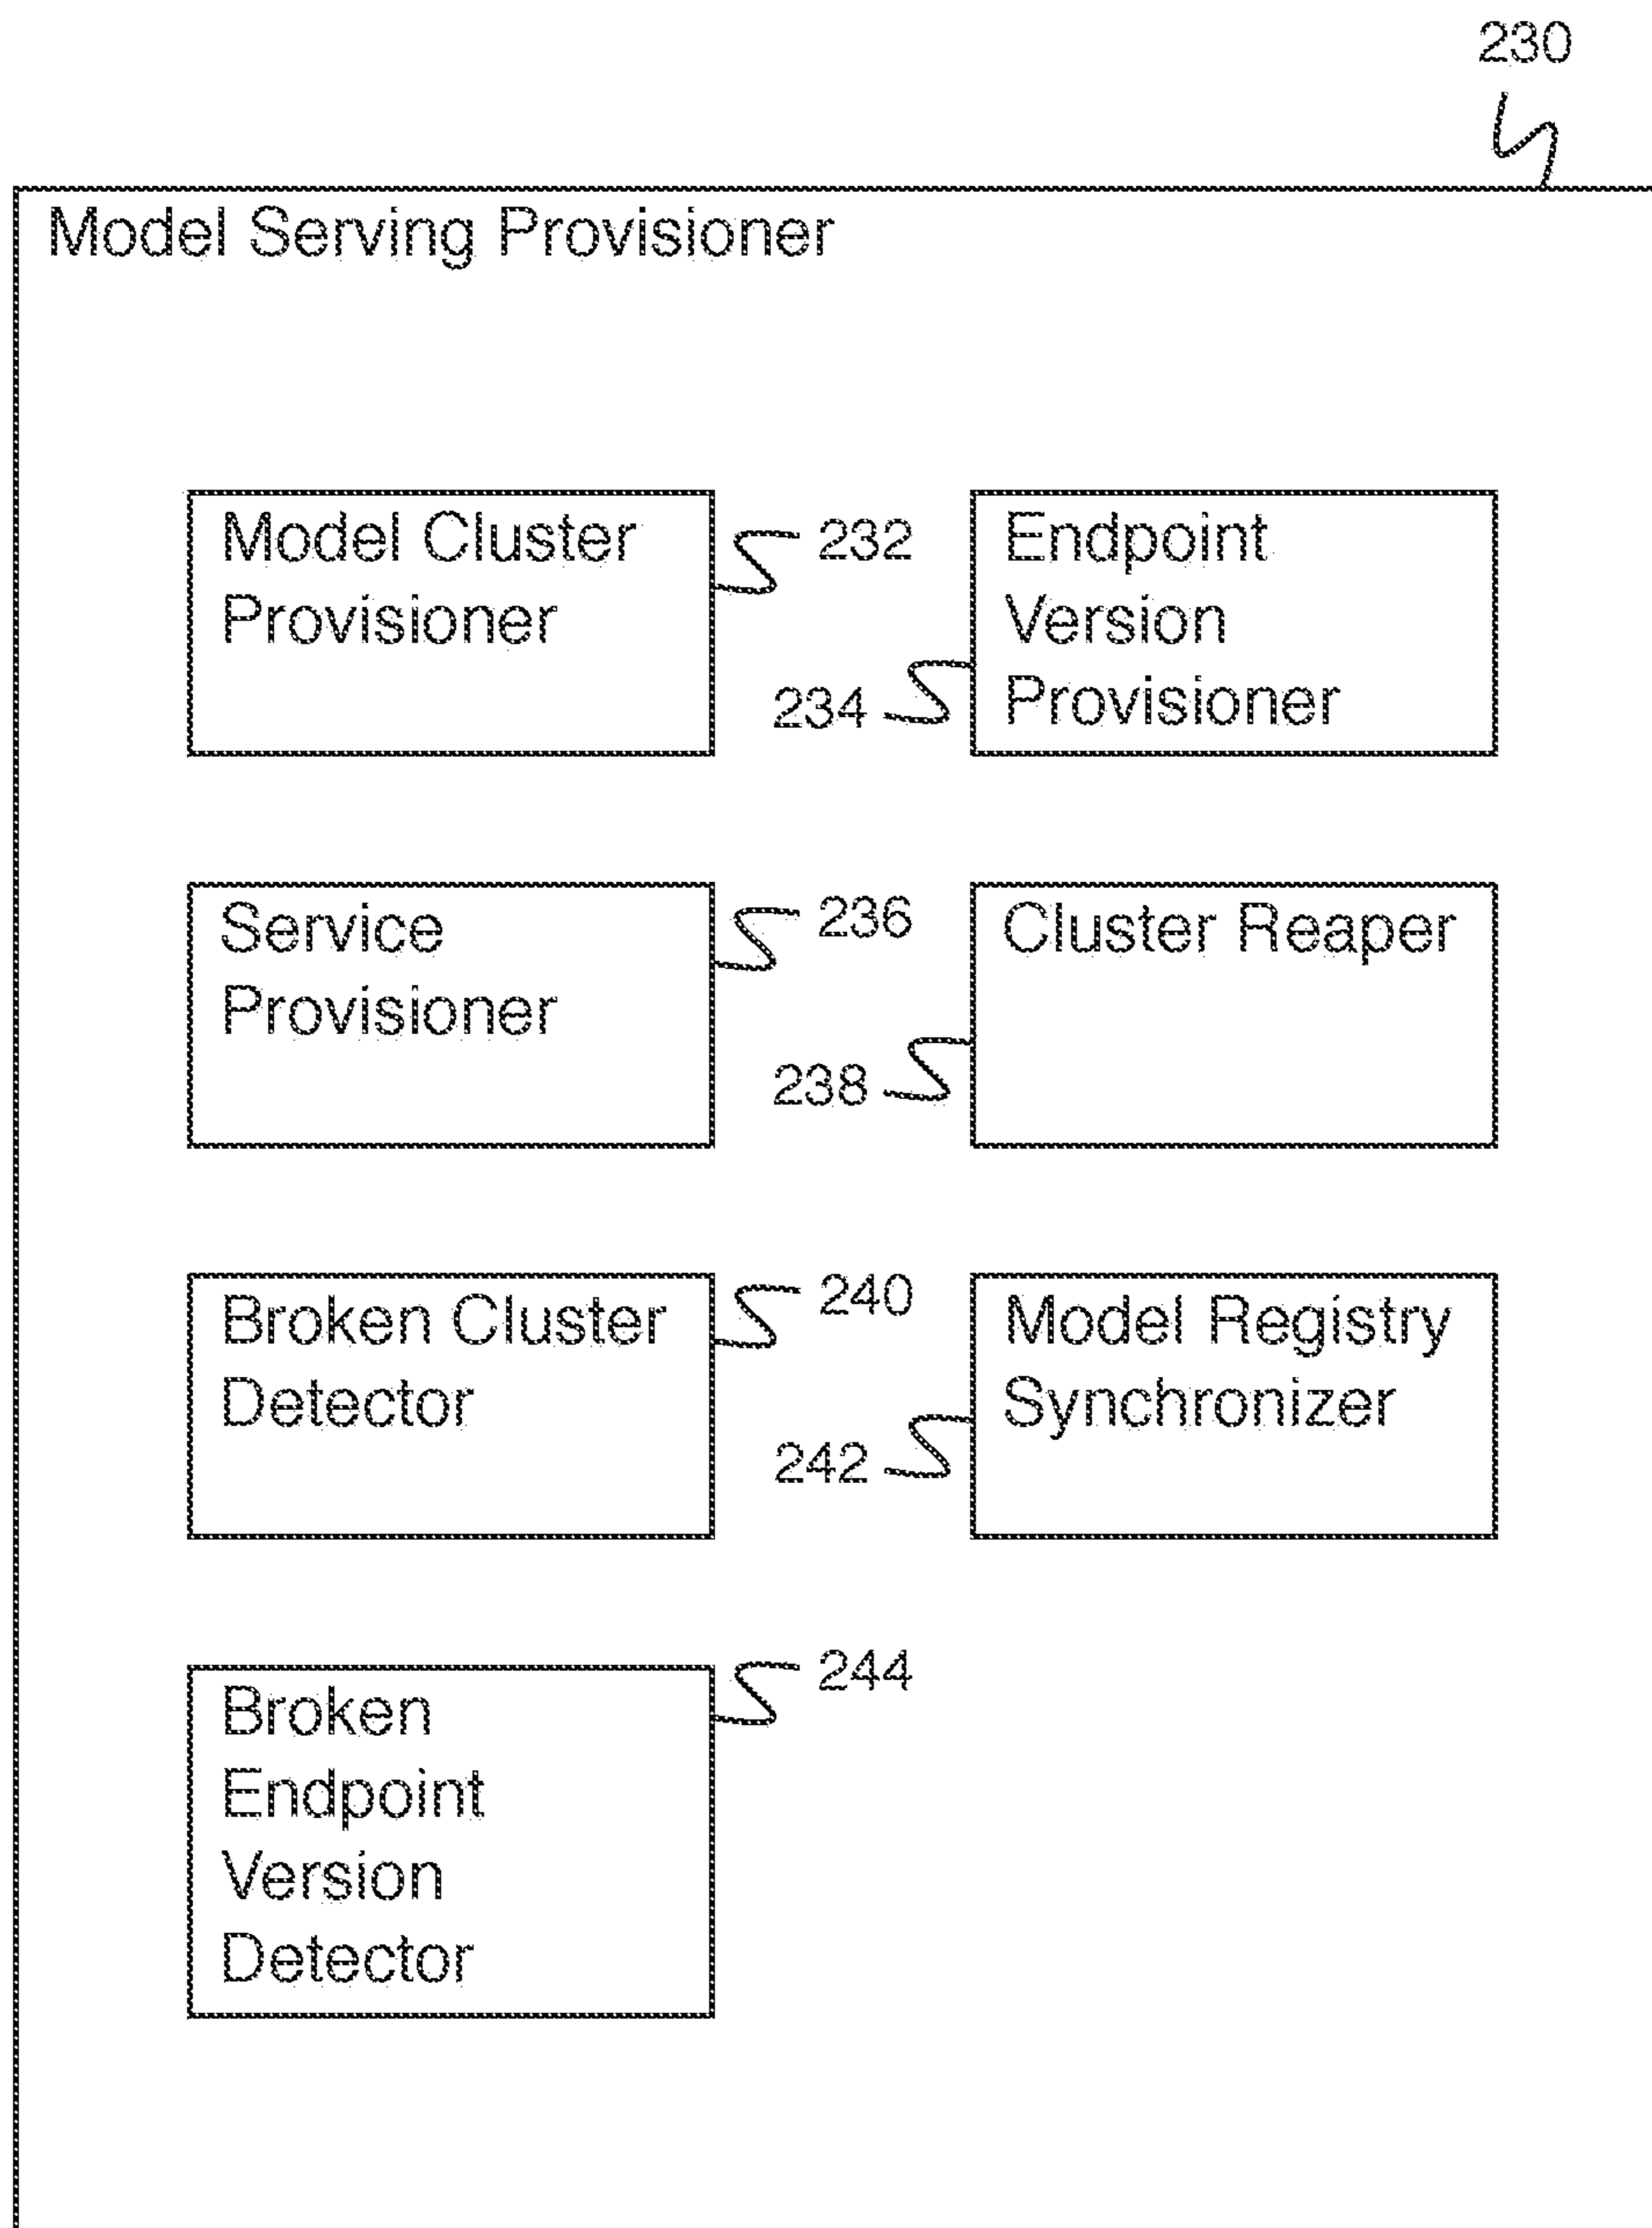 230
Model Serving Provisioner
Model Cluster
Provisioner
232
Endpoint
Version
Provisioner
234
Service
Provisioner
236
Cluster Reaper
238
Broken Cluster
Detector
240
Model Registry
Synchronizer
242
Broken
Endpoint
Version
Detector
244